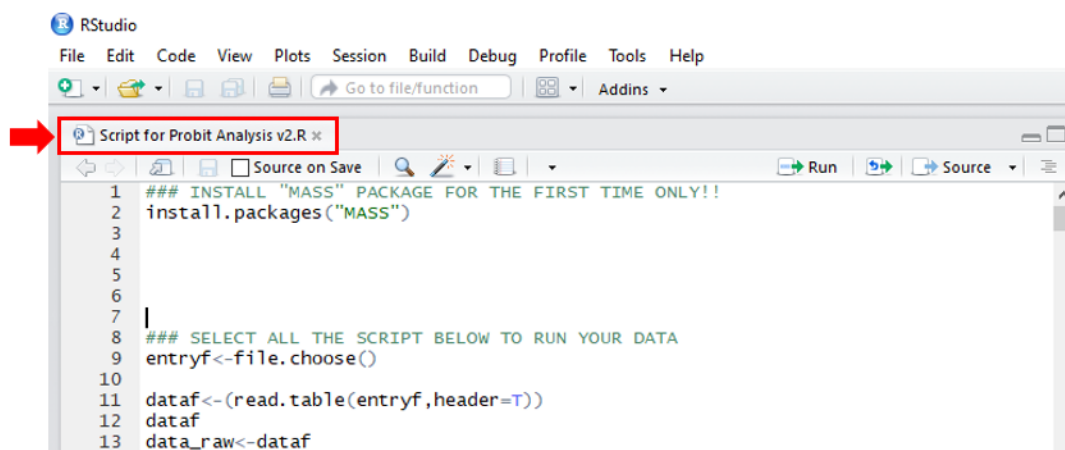 RStudio
File Edit Code View Plots Session Build Debug Profile Tools Help
Go to file/function Addins
Script for Probit Analysis v2.R
Source on Save Run Source
1 ### INSTALL "MASS" PACKAGE FOR THE FIRST TIME ONLY!!
2 install.packages("MASS")
3
4
5
6
7
8 ### SELECT ALL THE SCRIPT BELOW TO RUN YOUR DATA
9 entryf<-file.choose()
10
11 dataf<-(read.table(entryf,header=T))
12 dataf
13 data_raw<-dataf